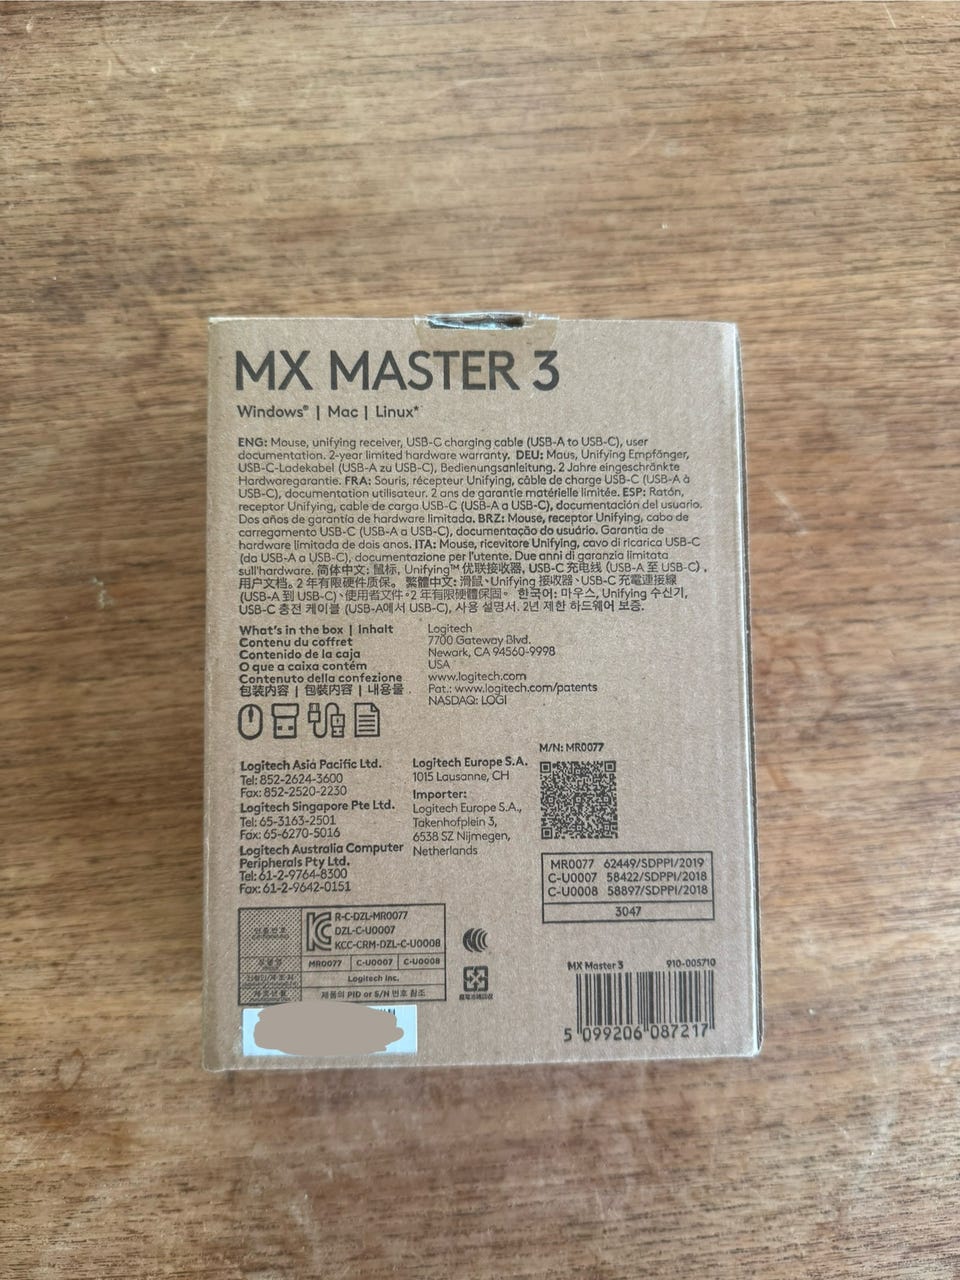 MX MASTER 3
Windows® | Mac | Linux*
ENG: Mouse, unifying receiver, USB-C charging cable (USB-A to USB-C), user
documentation. 2-year limited hardware warranty. DEU: Maus, Unifying Empfänger,
USB-C-Ladekabel (USB-A zu USB-C), Bedienungsanleitung. 2 Jahre eingeschränkte
Hardwaregarantie. FRA: Souris, récepteur Unifying, câble de charge USB-C (USB-A à
USB-C), documentation utilisateur. 2 ans de garantie matérielle limitée. ESP: Ratón,
receptor Unifying, cable de carga USB-C (USB-A a USB-C), documentación del usuario.
Dos años de garantía de hardware limitada. BRZ: Mouse, receptor Unifying, cabo de
carregamento USB-C (USB-A a USB-C), documentação do usuário. Garantia de
hardware limitada de dois anos. ITA: Mouse, ricevitore Unifying, cavo di ricarica USB-C
(da USB-A a USB-C), documentazione per l'utente. Due anni di garanzia limitata
sull'hardware. 简体中文: 鼠标, Unifying™ 优联接收器, USB-C 充电线 (USB-A 至 USB-C) ,
用户文档。2 年有限硬件质保。 繁體中文: 滑鼠、Unifying 接收器、USB-C 充電連接線
(USB-A 到 USB-C)、使用者文件。2 年有限硬體保固。 한국어: 마우스, Unifying 수신기,
USB-C 충전 케이블 (USB-A에서 USB-C), 사용 설명서. 2년 제한 하드웨어 보증.
What's in the box | Inhalt
Contenu du coffret
Contenido de la caja
O que a caixa contém
Contenuto della confezione
包装内容 | 包裝內容 | 내용물
Logitech
7700 Gateway Blvd.
Newark, CA 94560-9998
USA
www.logitech.com
Pat.: www.logitech.com/patents
NASDAQ: LOGI
Logitech Asia Pacific Ltd.
Tel: 852-2624-3600
Fax: 852-2520-2230
Logitech Singapore Pte Ltd.
Tel: 65-3163-2501
Fax: 65-6270-5016
Logitech Australia Computer
Peripherals Pty Ltd.
Tel: 61-2-9764-8300
Fax: 61-2-9642-0151
Logitech Europe S.A.
1015 Lausanne, CH
Importer:
Logitech Europe S.A.,
Takenhofplein 3,
6538 SZ Nijmegen,
Netherlands
M/N: MR0077
MR0077 62449/SDPPI/2019
C-U0007 58422/SDPPI/2018
C-U0008 58897/SDPPI/2018
3047
R-C-DZL-MR0077
DZL-C-U0007
KCC-CRM-DZL-C-U0008
MR0077 C-U0007 C-U0008
Logitech Inc.
제품의 PID or S/N 번호 참조
MX Master 3 910-005710
5 099206 087217